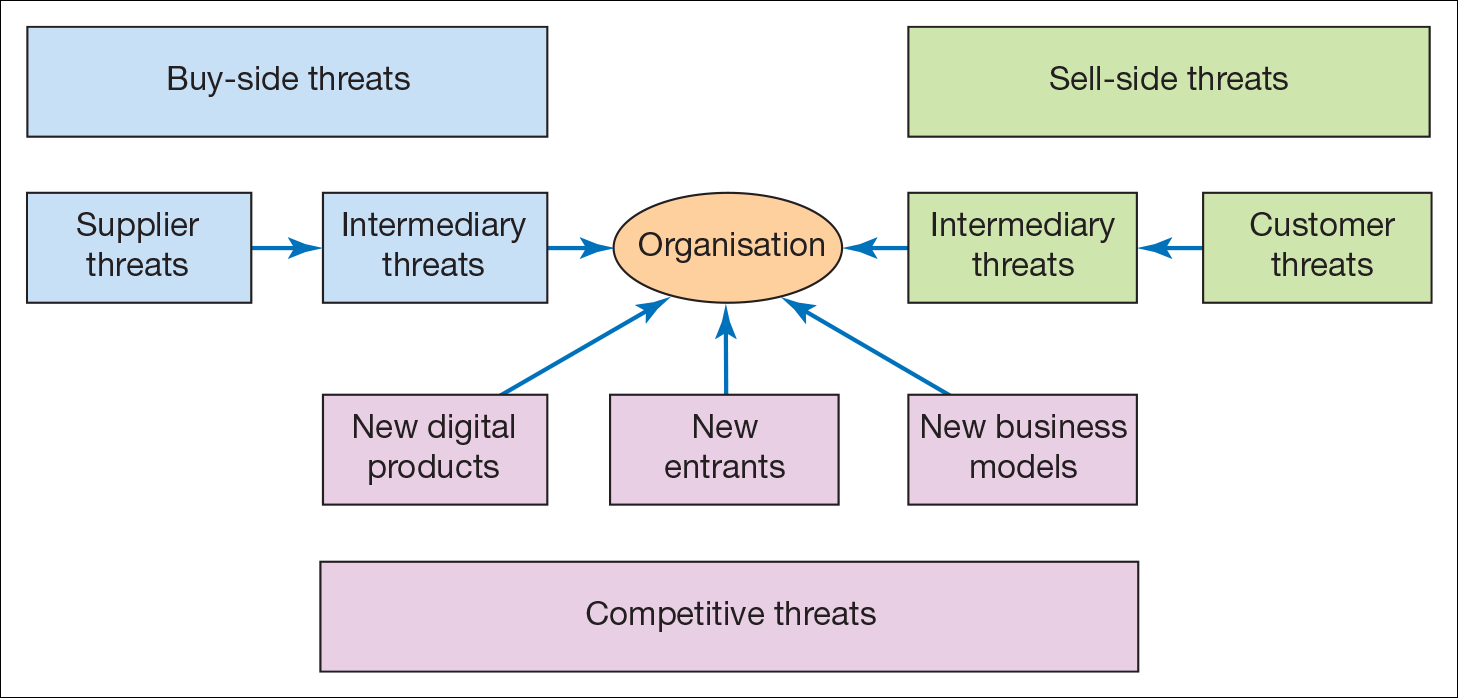 Buy-side threats
Sell-side threats
Supplier
threats
Intermediary
threats
Organisation
Intermediary
threats
Customer
threats
New digital
products
New
entrants
New business
models
Competitive threats